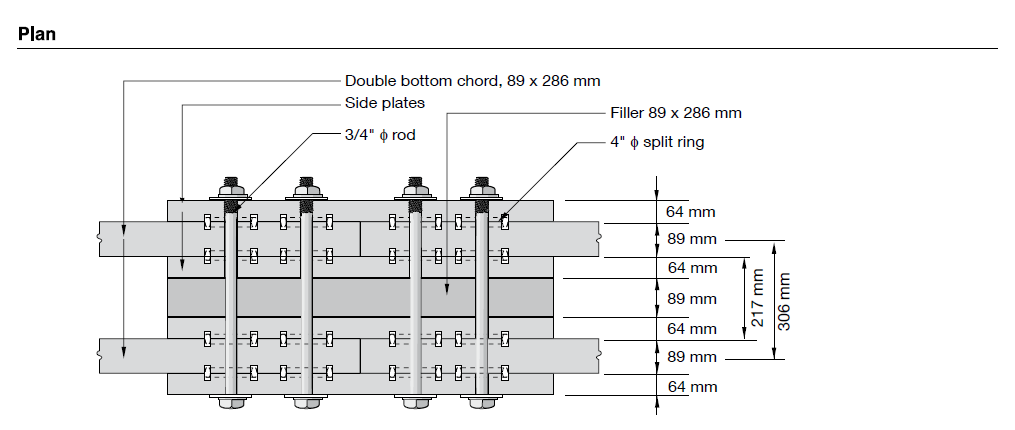 Plan
Double bottom chord, 89 x 286 mm
Side plates
Filler 89 x 286 mm
3/4" ϕ rod
4" ϕ split ring
64 mm
89 mm
64 mm
89 mm
64 mm
89 mm
64 mm
217 mm
306 mm